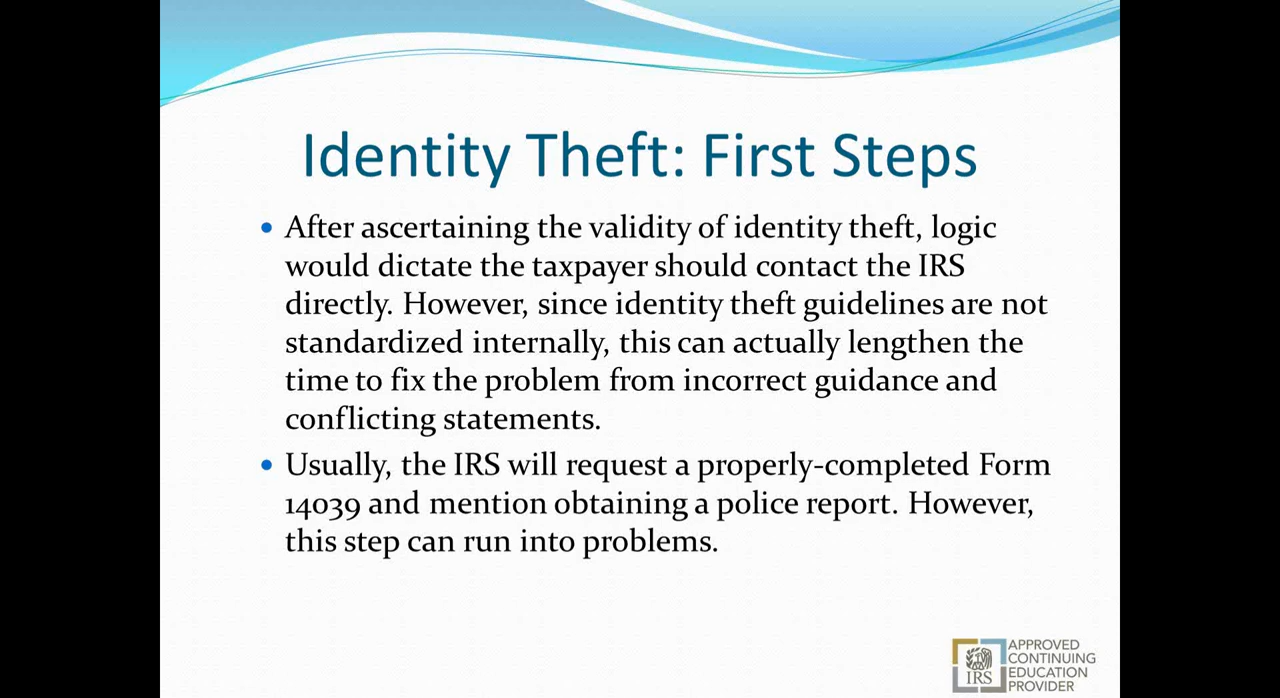 Identity Theft: First Steps
• After ascertaining the validity of identity theft, logic
would dictate the taxpayer should contact the IRS
directly. However, since identity theft guidelines are not
standardized internally, this can actually lengthen the
time to fix the problem from incorrect guidance and
conflicting statements.
• Usually, the IRS will request a properly-completed Form
14039 and mention obtaining a police report. However,
this step can run into problems.
IRS
APPROVED
CONTINUING
EDUCATION
PROVIDER